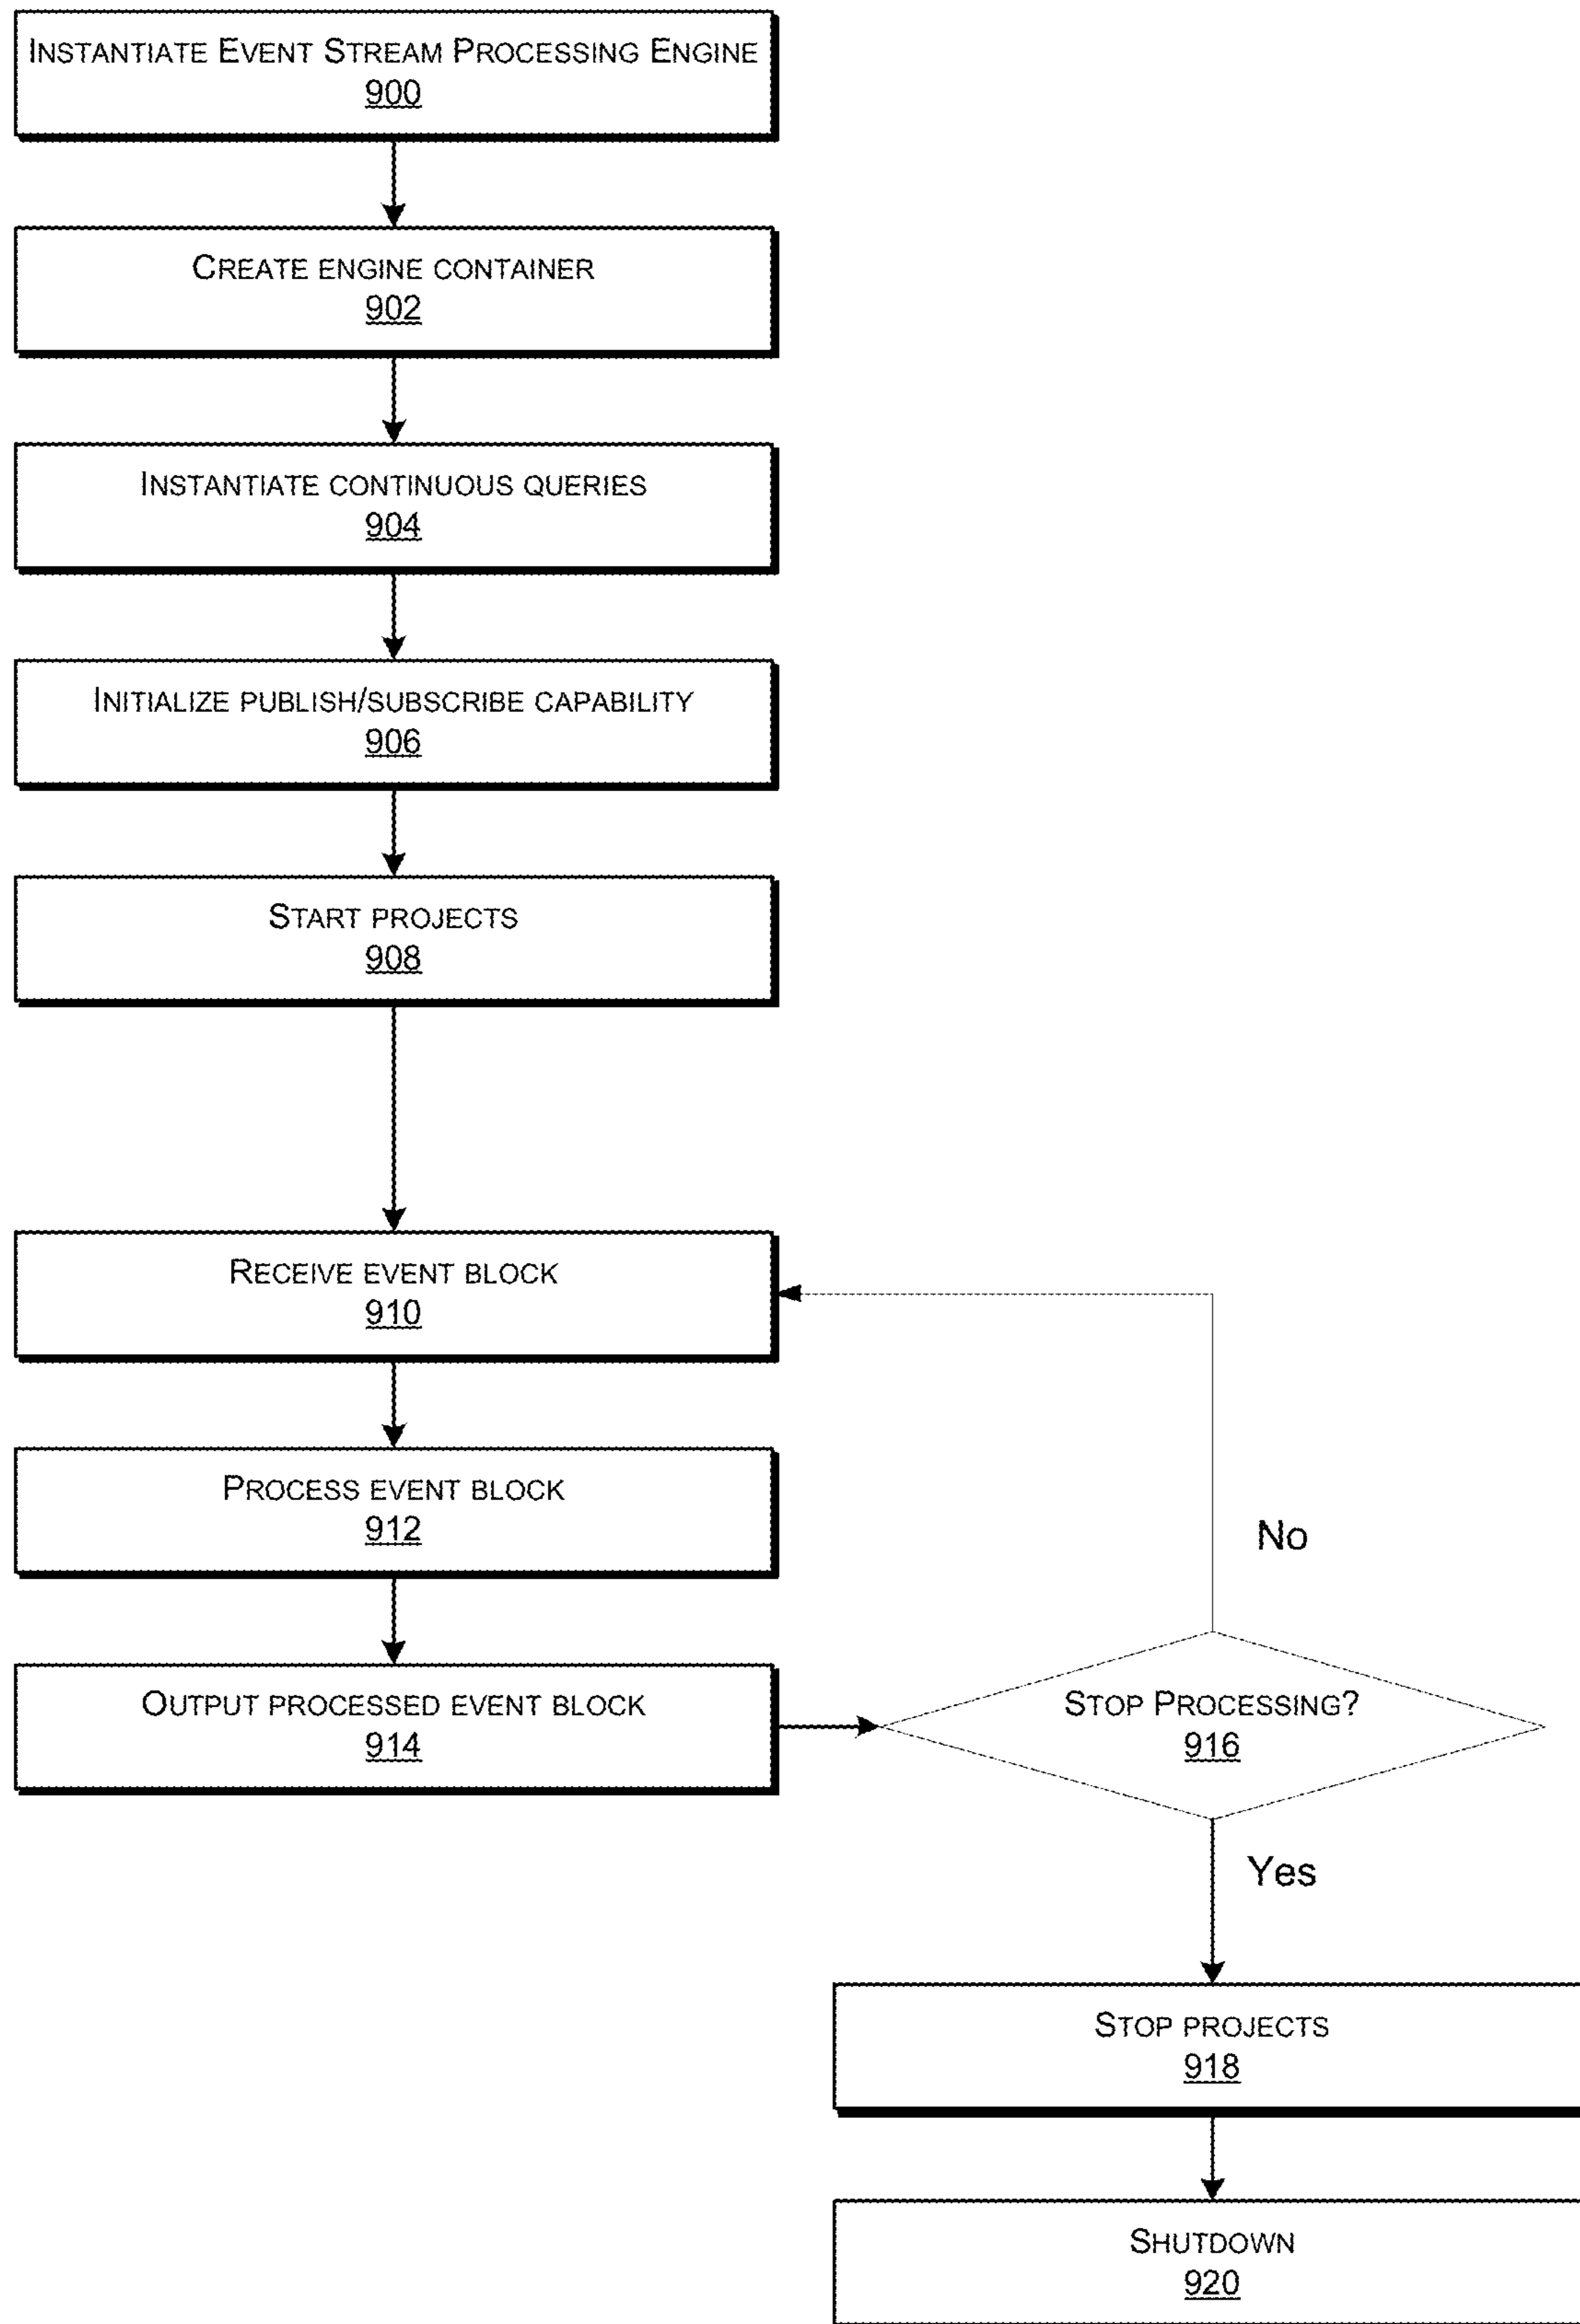 INSTANTIATE EVENT STREAM PROCESSING ENGINE
900
CREATE ENGINE CONTAINER
902
INSTANTIATE CONTINUOUS QUERIES
904
INITIALIZE PUBLISH/SUBSCRIBE CAPABILITY
906
START PROJECTS
908
RECEIVE EVENT BLOCK
910
PROCESS EVENT BLOCK
912
No
OUTPUT PROCESSED EVENT BLOCK
914
STOP PROCESSING?
916
Yes
STOP PROJECTS
918
SHUTDOWN
920